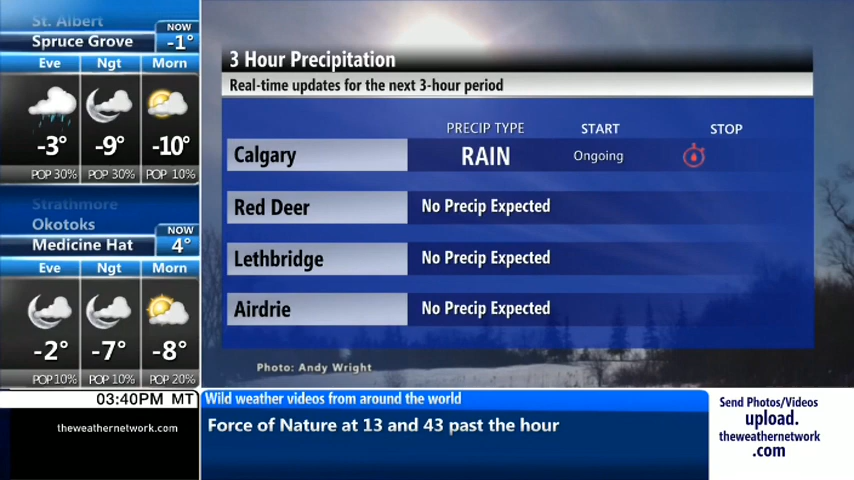 St. Albert
Spruce Grove
NOW
-1°
Eve Ngt Morn
-3° -9° -10°
POP 30% POP 30% POP 10%
Strathmore
Okotoks
Medicine Hat
NOW
4°
Eve Ngt Morn
-2° -7° -8°
POP 10% POP 10% POP 20%
03:40PM MT
theweathernetwork.com
3 Hour Precipitation
Real-time updates for the next 3-hour period
PRECIP TYPE START STOP
Calgary RAIN Ongoing
Red Deer No Precip Expected
Lethbridge No Precip Expected
Airdrie No Precip Expected
Photo: Andy Wright
Wild weather videos from around the world
Force of Nature at 13 and 43 past the hour
Send Photos/Videos
upload.
theweathernetwork
.com